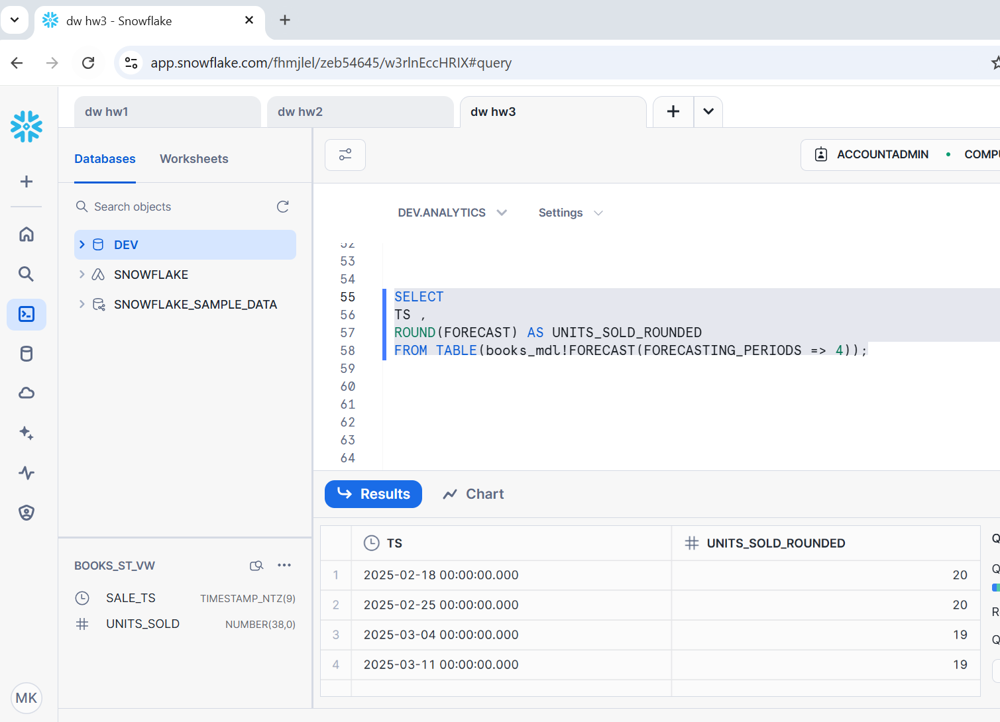 dw hw3 - Snowflake
app.snowflake.com/fhmjlel/zeb54645/w3rlnEccHRIX#query
dw hw1
dw hw2
dw hw3
Databases
Worksheets
ACCOUNTADMIN
Search objects
DEV.ANALYTICS
Settings
DEV
SNOWFLAKE
SNOWFLAKE_SAMPLE_DATA
52
53
54
55 SELECT
56 TS ,
57 ROUND(FORECAST) AS UNITS_SOLD_ROUNDED
58 FROM TABLE(books_mdl!FORECAST(FORECASTING_PERIODS => 4));
59
60
61
62
63
64
Results
Chart
TS UNITS_SOLD_ROUNDED
1 2025-02-18 00:00:00.000 20
2 2025-02-25 00:00:00.000 20
3 2025-03-04 00:00:00.000 19
4 2025-03-11 00:00:00.000 19
BOOKS_ST_VW
SALE_TS TIMESTAMP_NTZ(9)
UNITS_SOLD NUMBER(38,0)
MK